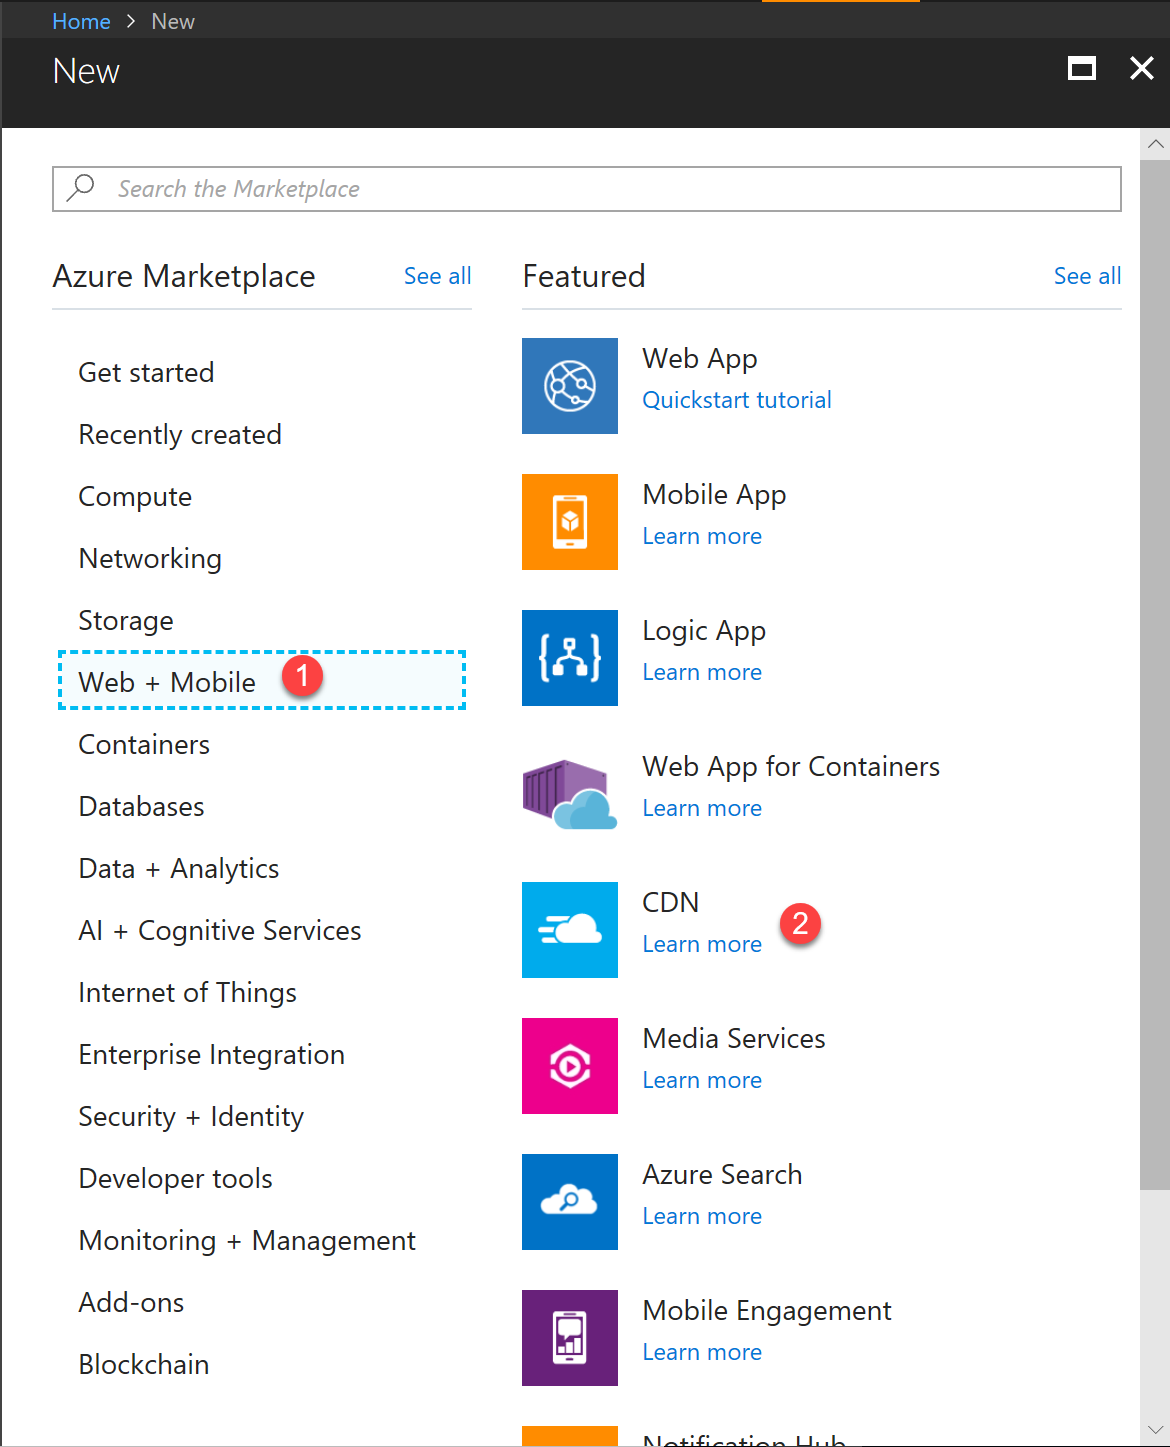 Home > New
New
Search the Marketplace
Azure Marketplace
See all
Get started
Recently created
Compute
Networking
Storage
Web + Mobile 1
Containers
Databases
Data + Analytics
AI + Cognitive Services
Internet of Things
Enterprise Integration
Security + Identity
Developer tools
Monitoring + Management
Add-ons
Blockchain
Featured
See all
Web App
Quickstart tutorial
Mobile App
Learn more
Logic App
Learn more
Web App for Containers
Learn more
CDN
Learn more
2
Media Services
Learn more
Azure Search
Learn more
Mobile Engagement
Learn more
Notification Hub